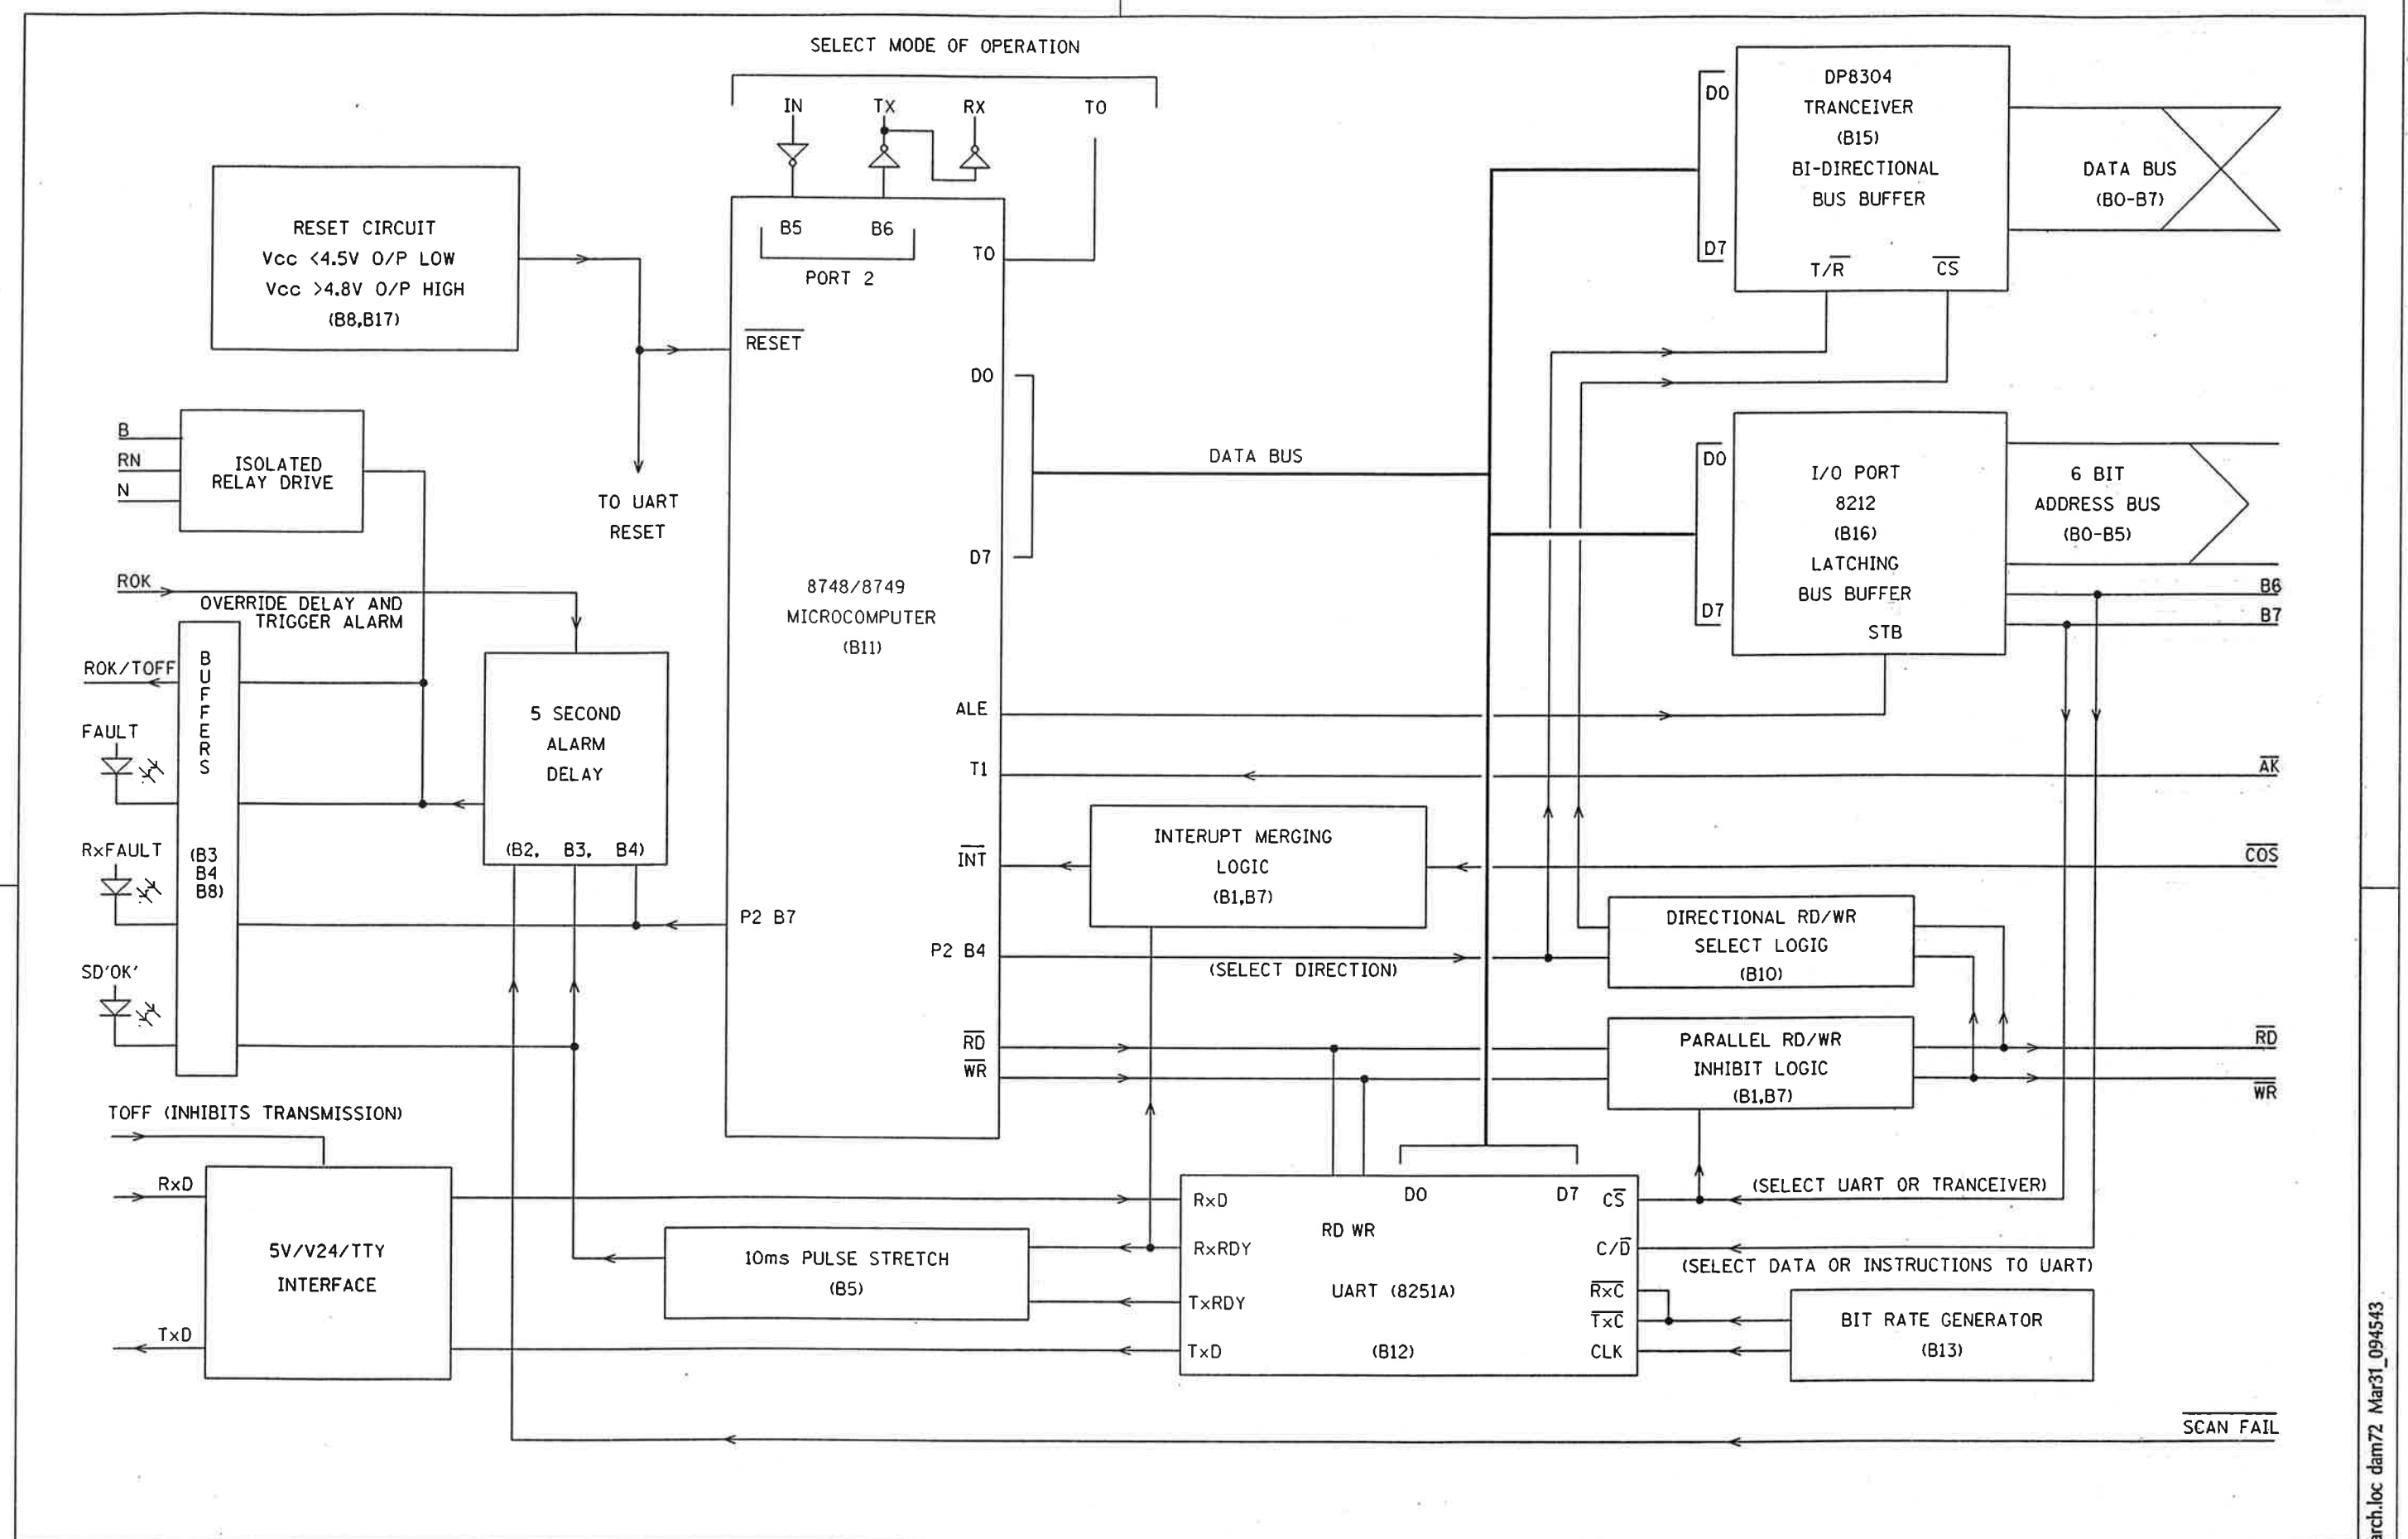 SELECT MODE OF OPERATION
IN
TX
RX
TO
B5
B6
PORT 2
TO
RESET CIRCUIT
Vcc <4.5V O/P LOW
Vcc >4.8V O/P HIGH
(B8,B17)
RESET
TO UART
RESET
B
RN
N
ISOLATED
RELAY DRIVE
ROK
OVERRIDE DELAY AND
TRIGGER ALARM
BUFFERS
(B3
B4
B8)
ROK/TOFF
FAULT
RxFAULT
SD'OK'
5 SECOND
ALARM
DELAY
(B2, B3, B4)
D0
D7
8748/8749
MICROCOMPUTER
(B11)
ALE
T1
INT
P2 B7
P2 B4
RD
WR
DATA BUS
DP8304
TRANCEIVER
(B15)
BI-DIRECTIONAL
BUS BUFFER
D0
D7
T/R
CS
DATA BUS
(B0-B7)
I/O PORT
8212
(B16)
LATCHING
BUS BUFFER
STB
D0
D7
6 BIT
ADDRESS BUS
(B0-B5)
B6
B7
AK
COS
INTERUPT MERGING
LOGIC
(B1,B7)
(SELECT DIRECTION)
DIRECTIONAL RD/WR
SELECT LOGIG
(B10)
PARALLEL RD/WR
INHIBIT LOGIC
(B1,B7)
RD
WR
TOFF (INHIBITS TRANSMISSION)
RxD
TxD
5V/V24/TTY
INTERFACE
10ms PULSE STRETCH
(B5)
RxD
RxRDY
TxRDY
TxD
D0
D7
RD WR
UART (8251A)
(B12)
CS
C/D
RxC
TxC
CLK
(SELECT UART OR TRANCEIVER)
(SELECT DATA OR INSTRUCTIONS TO UART)
BIT RATE GENERATOR
(B13)
SCAN FAIL
arch.loc dam72 Mar31_094543